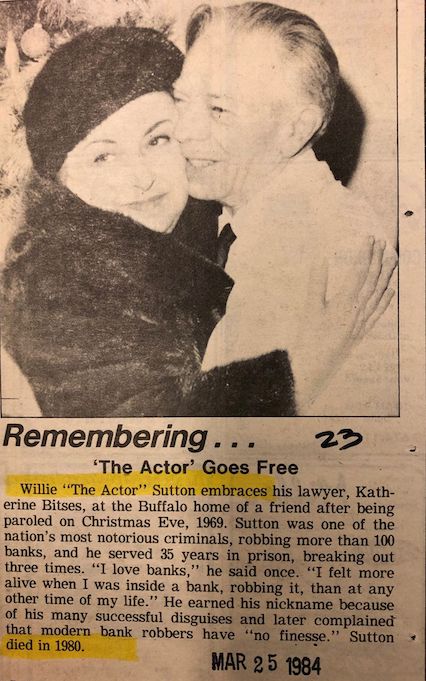 Remembering... 23
‘The Actor’ Goes Free
Willie “The Actor” Sutton embraces his lawyer, Kath-
erine Bitses, at the Buffalo home of a friend after being
paroled on Christmas Eve, 1969. Sutton was one of the
nation’s most notorious criminals, robbing more than 100
banks, and he served 35 years in prison, breaking out
three times. “I love banks,” he said once. “I felt more
alive when I was inside a bank, robbing it, than at any
other time of my life.” He earned his nickname because
of his many successful disguises and later complained
that modern bank robbers have “no finesse.” Sutton
died in 1980.
MAR 25 1984